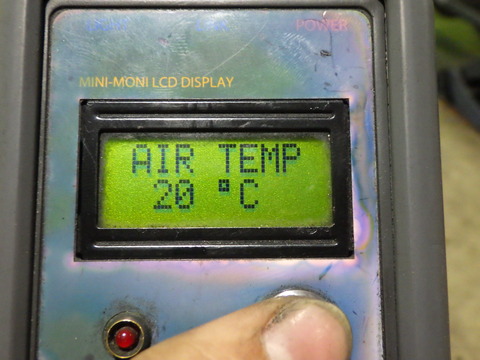 POWER
MINI-MONI LCD DISPLAY
AIR TEMP
20 °C